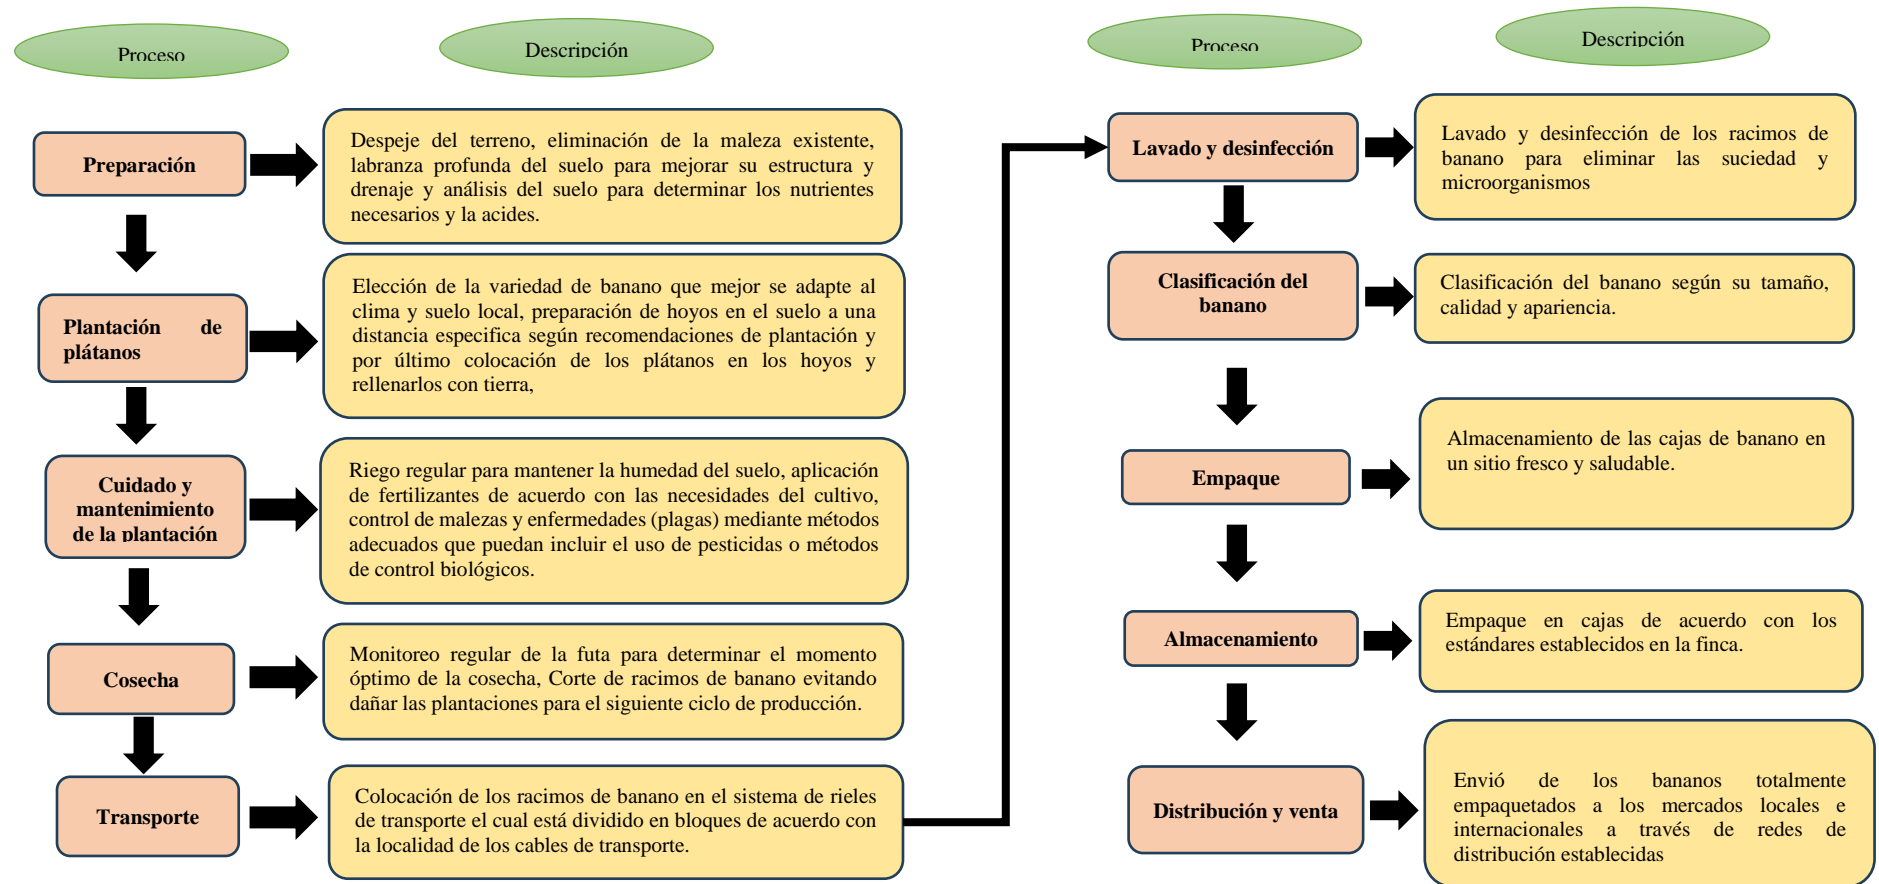 Proceso
Descripción
Preparación
Despeje del terreno, eliminación de la maleza existente,
labranza profunda del suelo para mejorar su estructura y
drenaje y análisis del suelo para determinar los nutrientes
necesarios y la acides.
Plantación de
plátanos
Elección de la variedad de banano que mejor se adapte al
clima y suelo local, preparación de hoyos en el suelo a una
distancia especifica según recomendaciones de plantación y
por último colocación de los plátanos en los hoyos y
rellenarlos con tierra,
Cuidado y
mantenimiento
de la plantación
Riego regular para mantener la humedad del suelo, aplicación
de fertilizantes de acuerdo con las necesidades del cultivo,
control de malezas y enfermedades (plagas) mediante métodos
adecuados que puedan incluir el uso de pesticidas o métodos
de control biológicos.
Cosecha
Monitoreo regular de la futa para determinar el momento
óptimo de la cosecha, Corte de racimos de banano evitando
dañar las plantaciones para el siguiente ciclo de producción.
Transporte
Colocación de los racimos de banano en el sistema de rieles
de transporte el cual está dividido en bloques de acuerdo con
la localidad de los cables de transporte.
Proceso
Descripción
Lavado y desinfección
Lavado y desinfección de los racimos de
banano para eliminar las suciedad y
microorganismos
Clasificación del
banano
Clasificación del banano según su tamaño,
calidad y apariencia.
Empaque
Almacenamiento de las cajas de banano en
un sitio fresco y saludable.
Almacenamiento
Empaque en cajas de acuerdo con los
estándares establecidos en la finca.
Distribución y venta
Envió de los bananos totalmente
empaquetados a los mercados locales e
internacionales a través de redes de
distribución establecidas